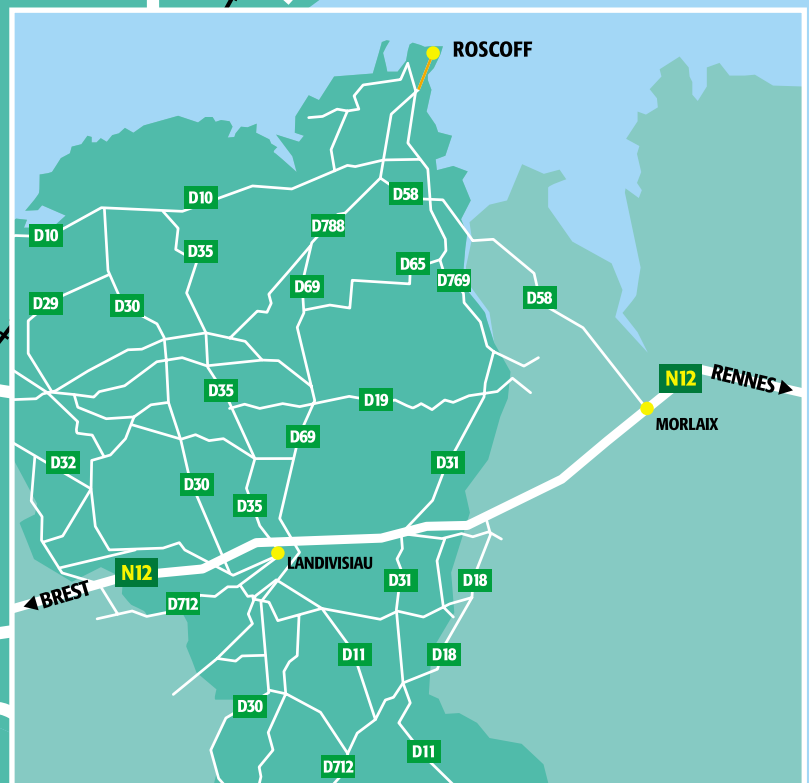 ROSCOFF
D10
D58
D788
D10
D35
D65
D769
D69
D58
D29
D30
N12
RENNES
D35
D19
MORLAIX
D69
D32
D31
D30
D35
LANDIVISIAU
N12
D31
D18
BREST
D712
D11
D18
D30
D11
D712